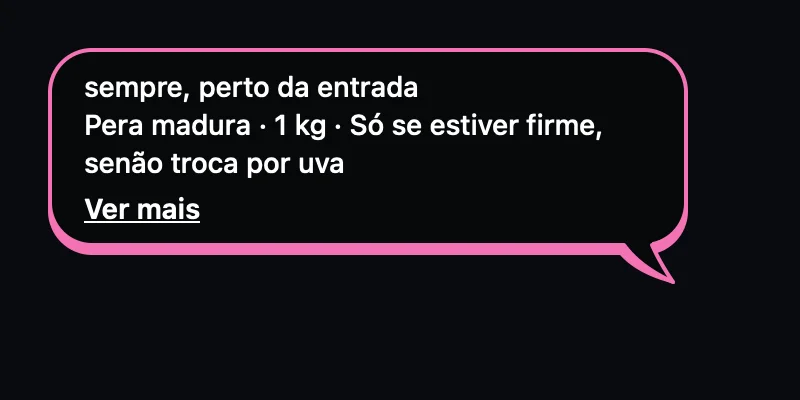 sempre, perto da entrada
Pera madura · 1 kg · Só se estiver firme,
senão troca por uva
Ver mais